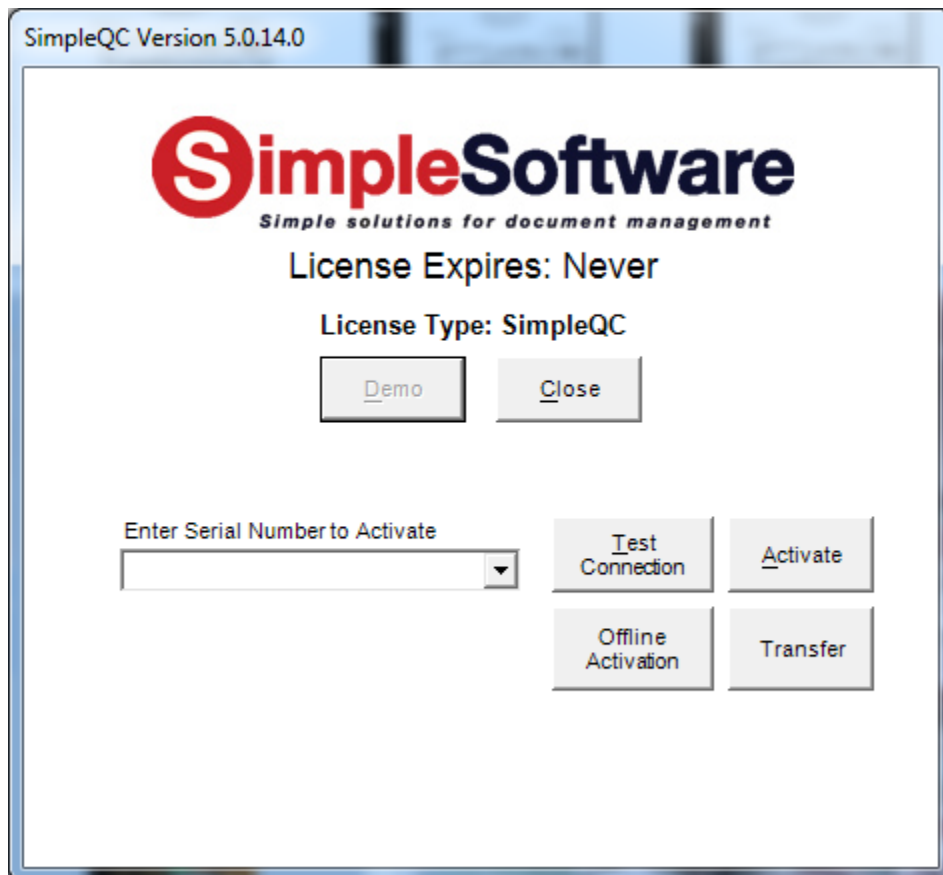 SimpleQC Version 5.0.14.0
SimpleSoftware
Simple solutions for document management
License Expires: Never
License Type: SimpleQC
Demo
Close
Enter Serial Number to Activate
Test
Connection
Activate
Offline
Activation
Transfer